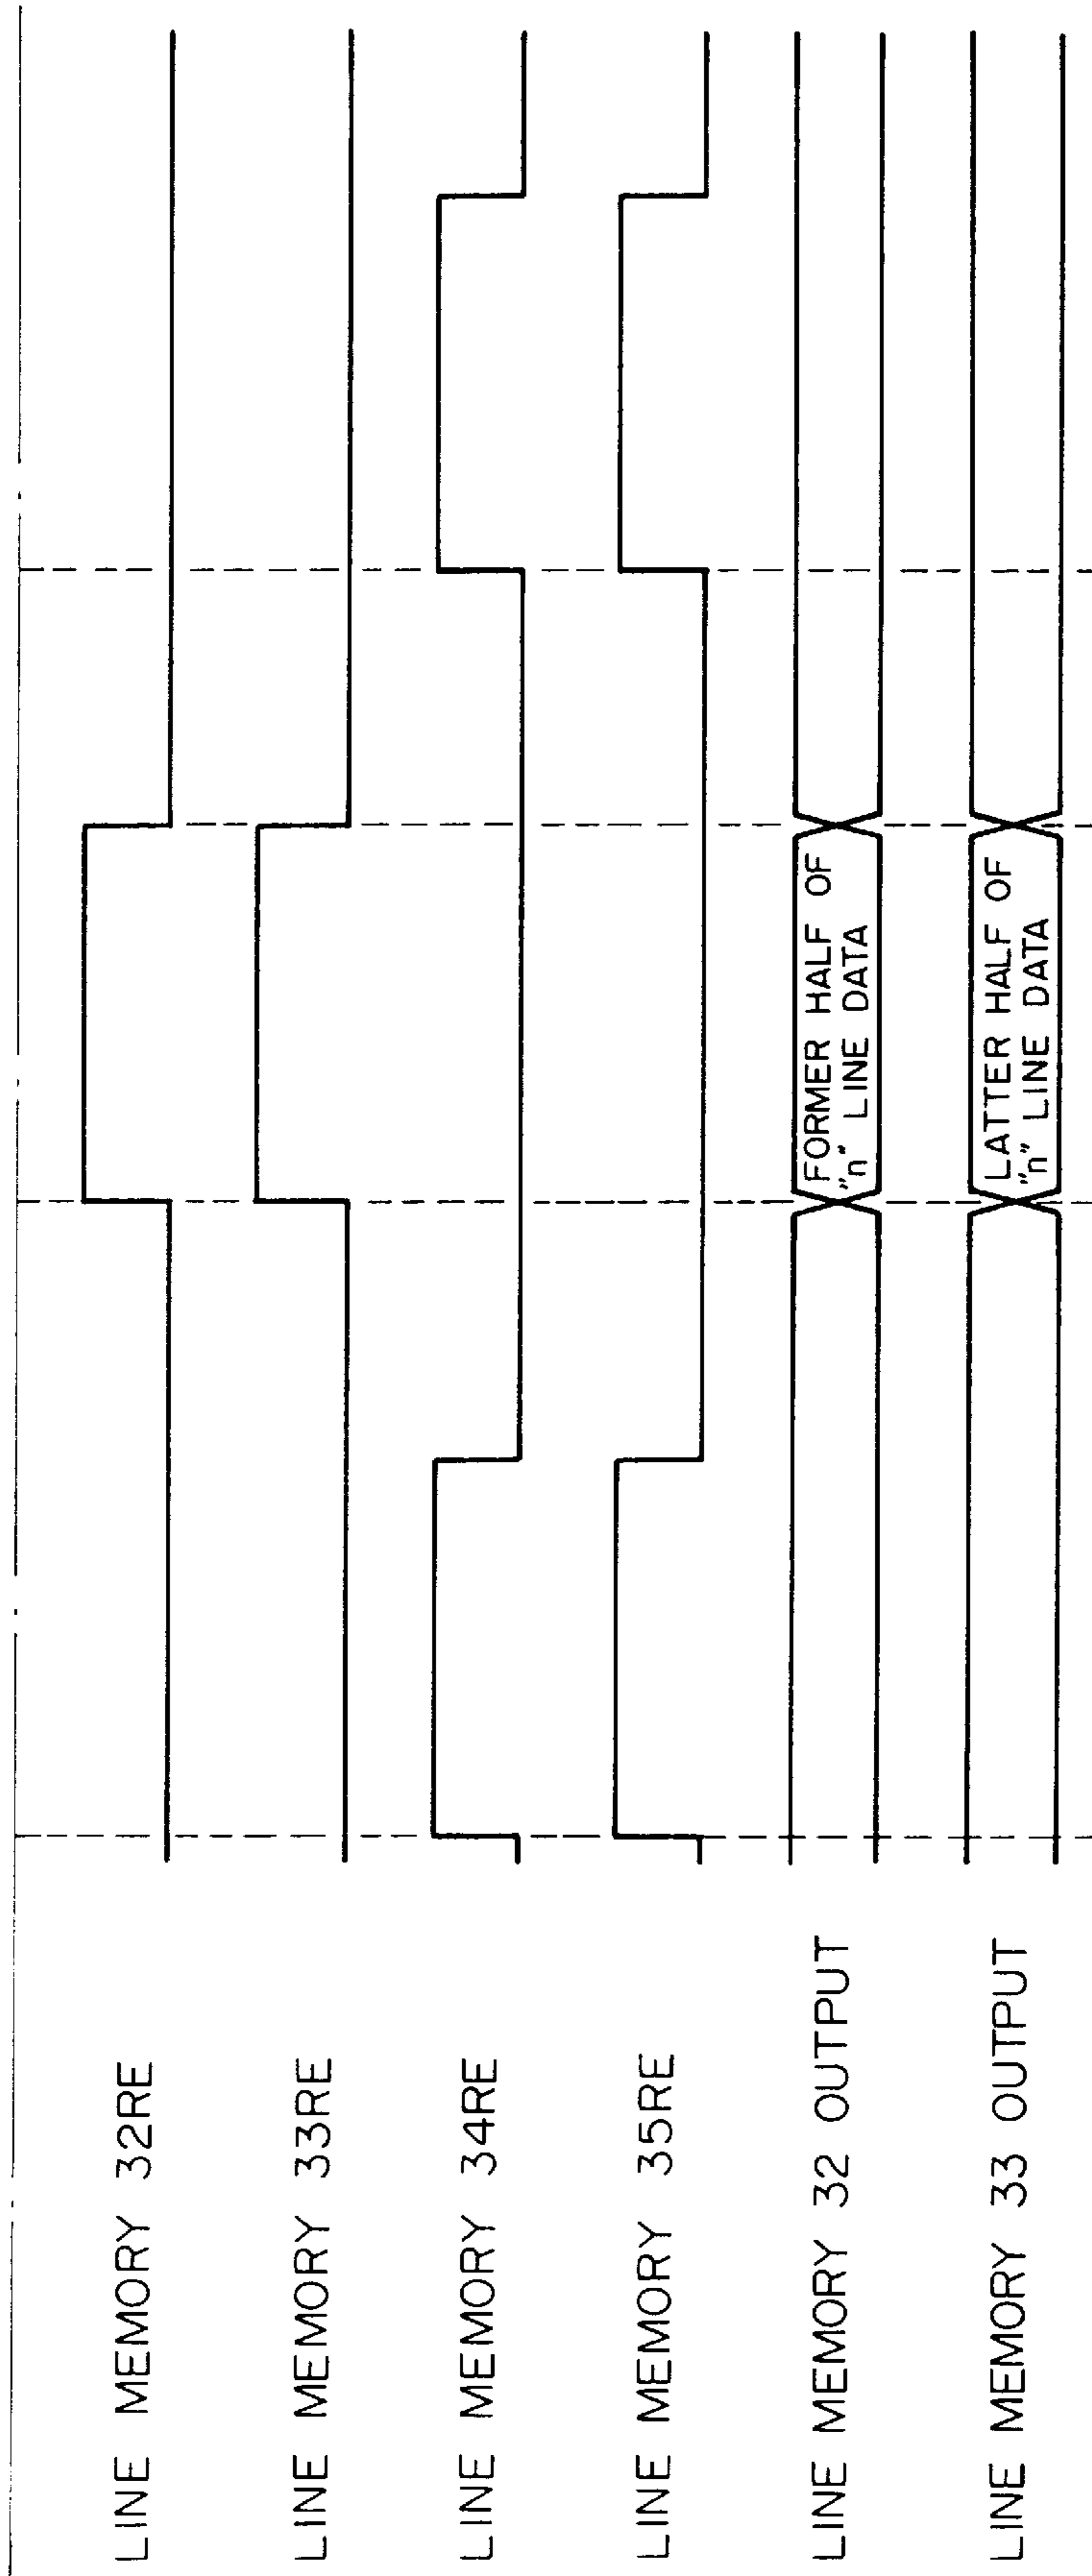 LINE MEMORY 32RE
LINE MEMORY 33RE
LINE MEMORY 34RE
LINE MEMORY 35RE
LINE MEMORY 32 OUTPUT
FORMER HALF OF
"n" LINE DATA
LINE MEMORY 33 OUTPUT
LATTER HALF OF
"n" LINE DATA